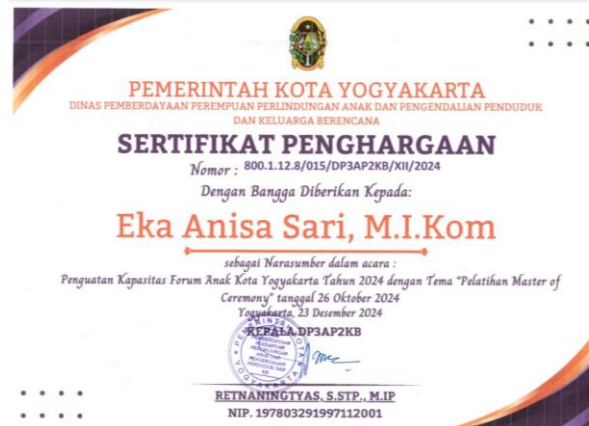 PEMERINTAH KOTA YOGYAKARTA
DINAS PEMBERDAYAAN PEREMPUAN PERLINDUNGAN ANAK DAN PENGENDALIAN PENDUDUK
DAN KELUARGA BERENCANA
SERTIFIKAT PENGHARGAAN
Nomor : 800.1.12.8/015/DP3AP2KB/XII/2024
Dengan Bangga Diberikan Kepada:
Eka Anisa Sari, M.I.Kom
sebagai Narasumber dalam acara :
Penguatan Kapasitas Forum Anak Kota Yogyakarta Tahun 2024 dengan Tema "Pelatihan Master of
Ceremony" tanggal 26 Oktober 2024
Yogyakarta, 23 Desember 2024
KEPALA DP3AP2KB
PEMERINTAH KOTA
YOGYAKARTA
RETNANINGTYAS, S.STP., M.IP
NIP. 197803291997112001